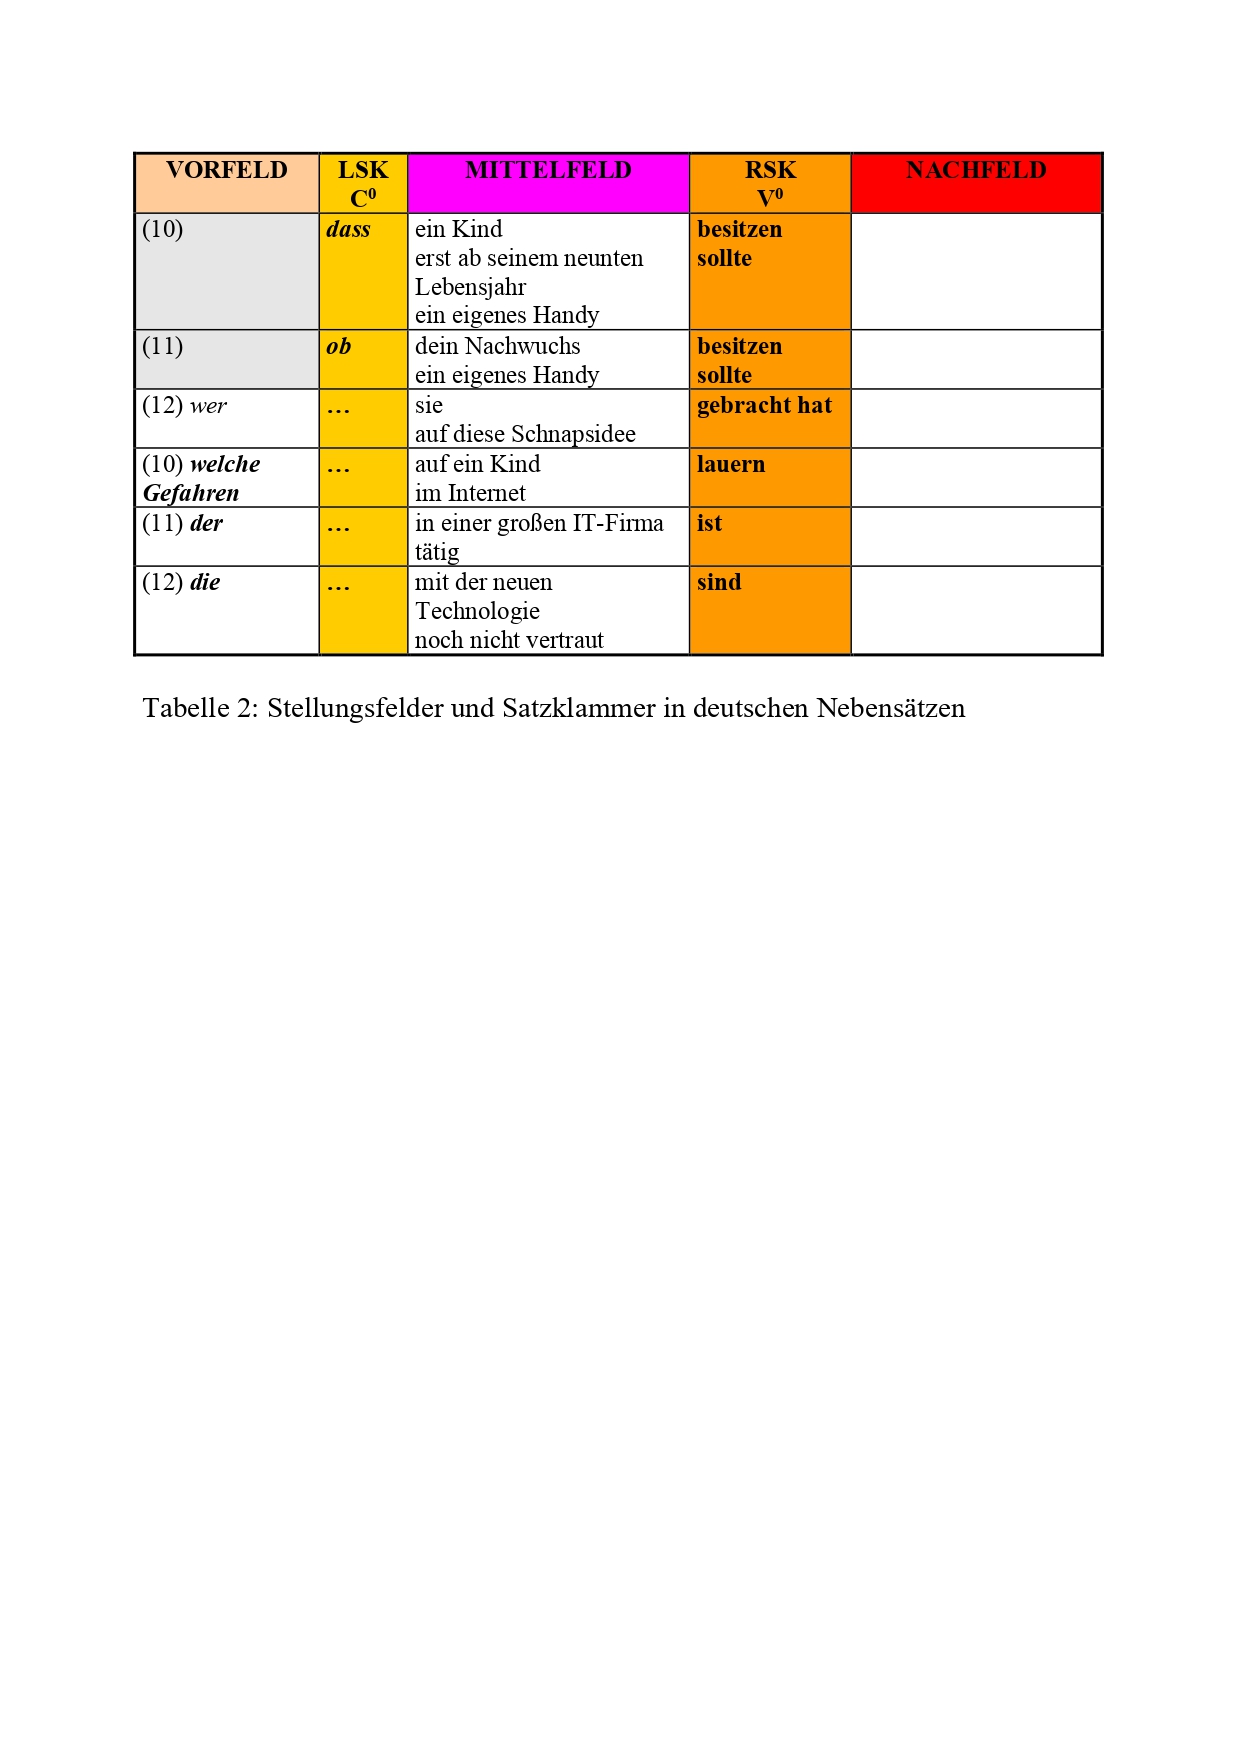 VORFELD
LSK
C⁰
MITTELFELD
RSK
V⁰
NACHFELD
(10)
dass
ein Kind
erst ab seinem neunten
Lebensjahr
ein eigenes Handy
besitzen
sollte
(11)
ob
dein Nachwuchs
ein eigenes Handy
besitzen
sollte
(12) wer
…
sie
auf diese Schnapsidee
gebracht hat
(10) welche
Gefahren
…
auf ein Kind
im Internet
lauern
(11) der
…
in einer großen IT-Firma
tätig
ist
(12) die
…
mit der neuen
Technologie
noch nicht vertraut
sind
Tabelle 2: Stellungsfelder und Satzklammer in deutschen Nebensätzen